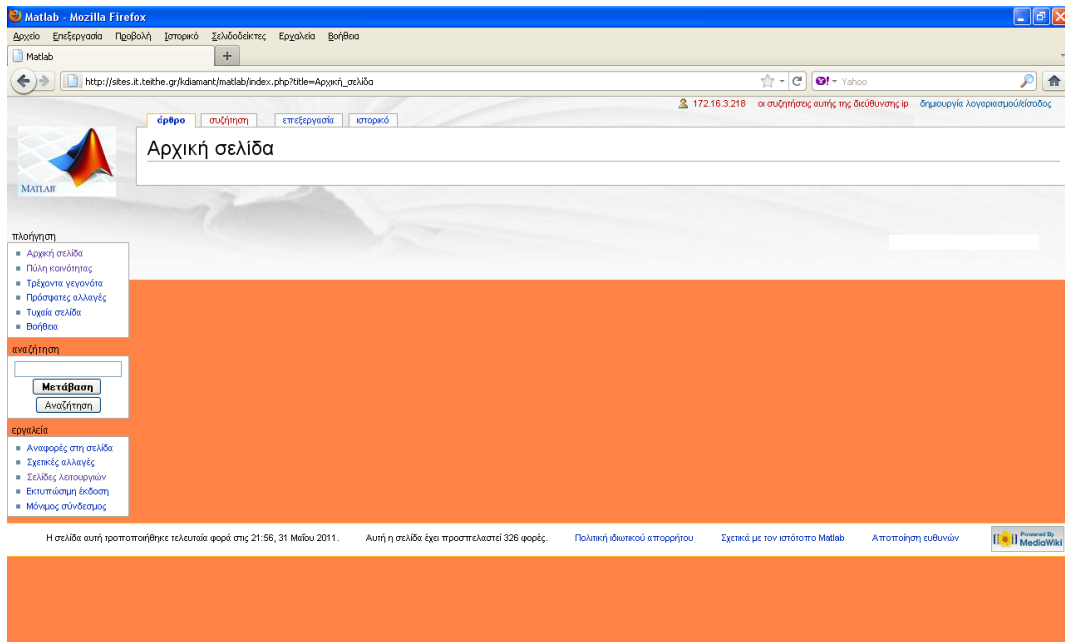 Matlab - Mozilla Firefox
Αρχείο Επεξεργασία Προβολή Ιστορικό Σελιδοδείκτες Εργαλεία Βοήθεια
Matlab
http://sites.it.teithe.gr/kdiamant/matlab/index.php?title=Αρχική_σελίδα
Yahoo
172.16.3.218 οι συζητήσεις αυτής της διεύθυνσης ip δημιουργία λογαριασμού/είσοδος
άρθρο συζήτηση επεξεργασία ιστορικό
Αρχική σελίδα
MATLAB
πλοήγηση
Αρχική σελίδα
Πύλη κοινότητας
Τρέχοντα γεγονότα
Πρόσφατες αλλαγές
Τυχαία σελίδα
Βοήθεια
αναζήτηση
Μετάβαση
Αναζήτηση
εργαλεία
Αναφορές στη σελίδα
Σχετικές αλλαγές
Σελίδες λειτουργιών
Εκτυπώσιμη έκδοση
Μόνιμος σύνδεσμος
Η σελίδα αυτή τροποποιήθηκε τελευταία φορά στις 21:56, 31 Μαΐου 2011. Αυτή η σελίδα έχει προσπελαστεί 326 φορές. Πολιτική ιδιωτικού απορρήτου Σχετικά με τον ιστότοπο Matlab Αποποίηση ευθυνών
Powered By
MediaWiki